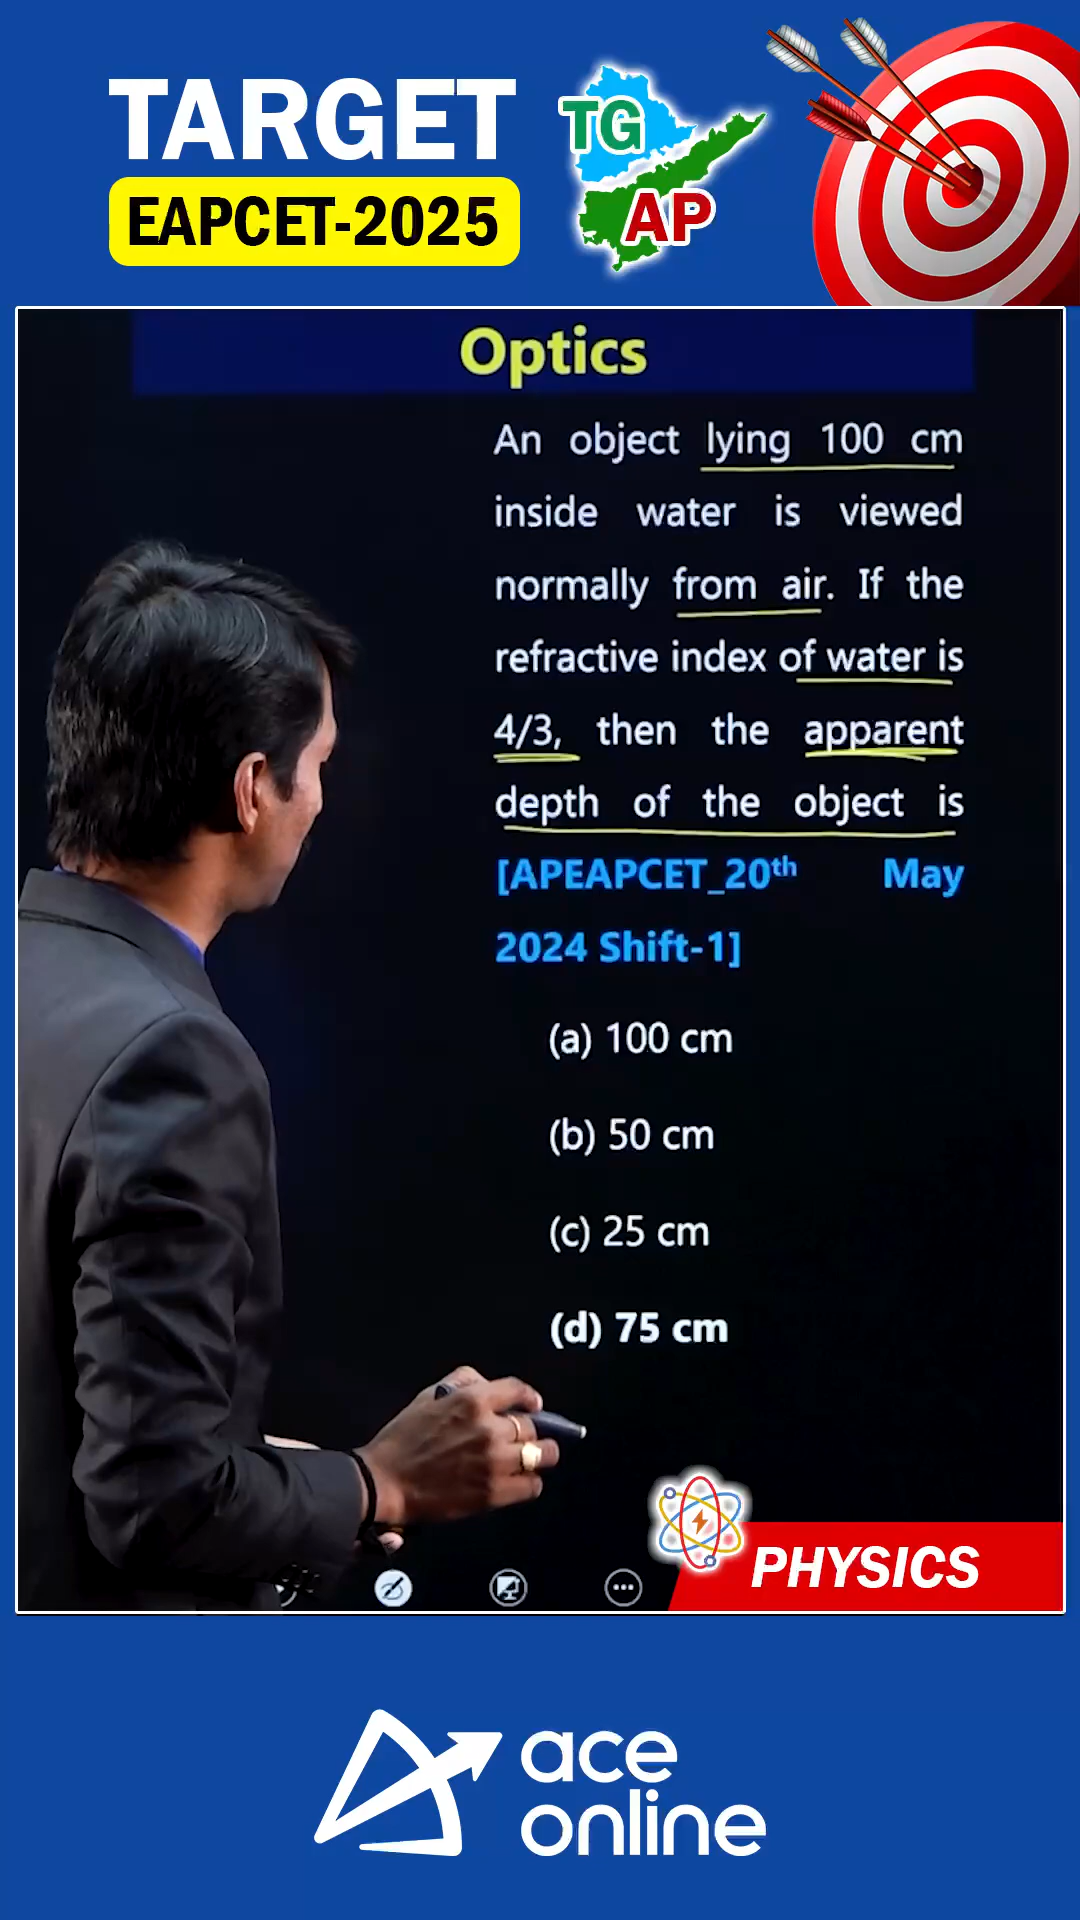 TARGET
TG
AP
EAPCET-2025
Optics
An object lying 100 cm
inside water is viewed
normally from air. If the
refractive index of water is
4/3, then the apparent
depth of the object is
[APEAPCET_20th May
2024 Shift-1]
(a) 100 cm
(b) 50 cm
(c) 25 cm
(d) 75 cm
PHYSICS
ace
online